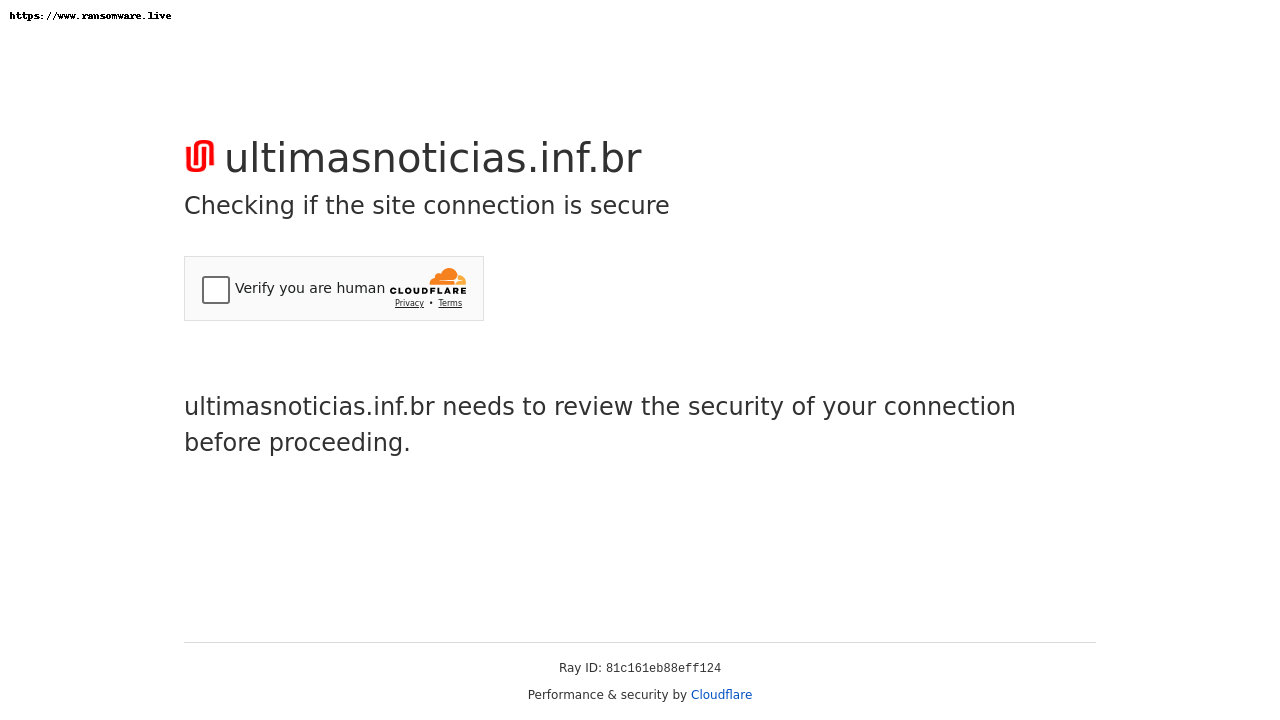 https://www.ransomware.live
ultimasnoticias.inf.br
Checking if the site connection is secure
Verify you are human
CLOUDFLARE
Privacy • Terms
ultimasnoticias.inf.br needs to review the security of your connection
before proceeding.
Ray ID: 81c161eb88eff124
Performance & security by Cloudflare